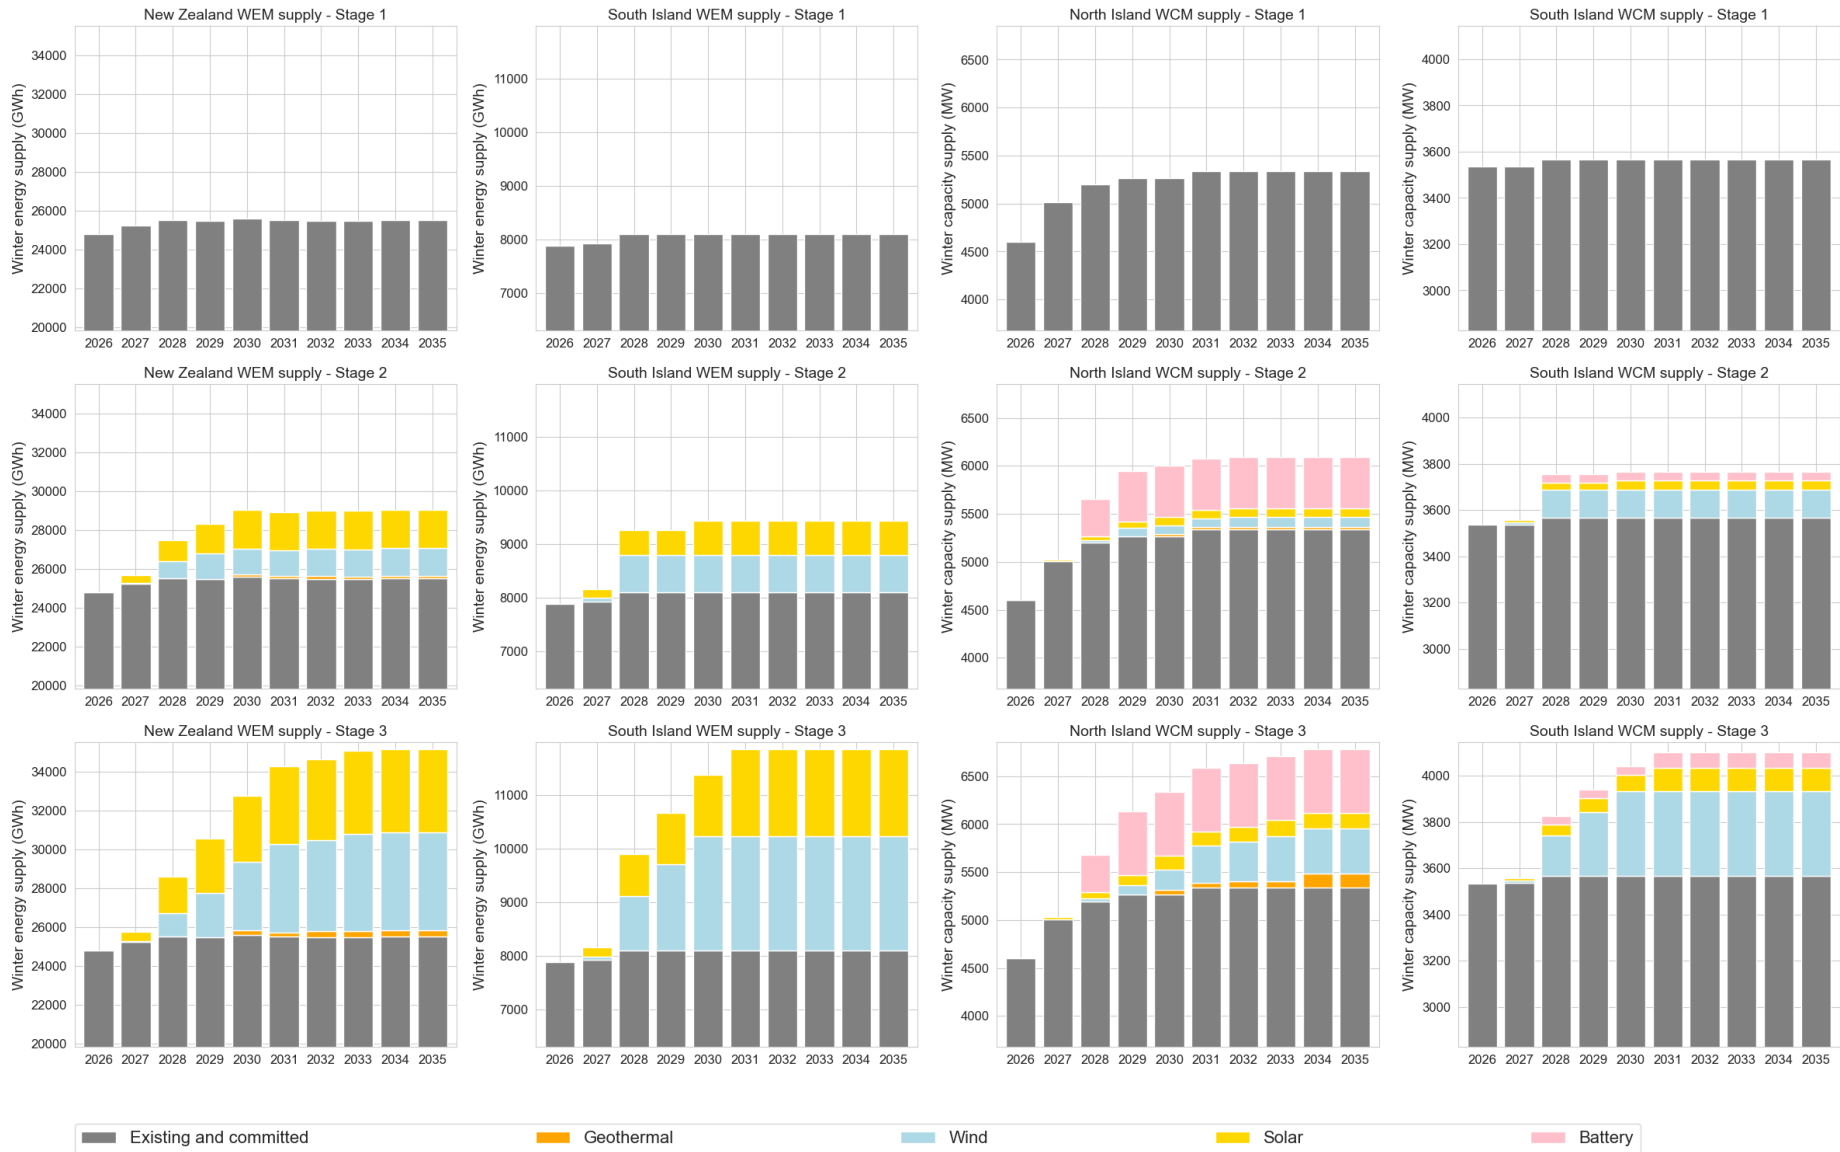 New Zealand WEM supply - Stage 1
South Island WEM supply - Stage 1
North Island WCM supply - Stage 1
South Island WCM supply - Stage 1
Winter energy supply (GWh)
34000
32000
30000
28000
26000
24000
22000
20000
2026 2027 2028 2029 2030 2031 2032 2033 2034 2035
Winter energy supply (GWh)
11000
10000
9000
8000
7000
2026 2027 2028 2029 2030 2031 2032 2033 2034 2035
Winter capacity supply (MW)
6500
6000
5500
5000
4500
4000
2026 2027 2028 2029 2030 2031 2032 2033 2034 2035
Winter capacity supply (MW)
4000
3800
3600
3400
3200
3000
2026 2027 2028 2029 2030 2031 2032 2033 2034 2035
New Zealand WEM supply - Stage 2
South Island WEM supply - Stage 2
North Island WCM supply - Stage 2
South Island WCM supply - Stage 2
Winter energy supply (GWh)
34000
32000
30000
28000
26000
24000
22000
20000
2026 2027 2028 2029 2030 2031 2032 2033 2034 2035
Winter energy supply (GWh)
11000
10000
9000
8000
7000
2026 2027 2028 2029 2030 2031 2032 2033 2034 2035
Winter capacity supply (MW)
6500
6000
5500
5000
4500
4000
2026 2027 2028 2029 2030 2031 2032 2033 2034 2035
Winter capacity supply (MW)
4000
3800
3600
3400
3200
3000
2026 2027 2028 2029 2030 2031 2032 2033 2034 2035
New Zealand WEM supply - Stage 3
South Island WEM supply - Stage 3
North Island WCM supply - Stage 3
South Island WCM supply - Stage 3
Winter energy supply (GWh)
34000
32000
30000
28000
26000
24000
22000
20000
2026 2027 2028 2029 2030 2031 2032 2033 2034 2035
Winter energy supply (GWh)
11000
10000
9000
8000
7000
2026 2027 2028 2029 2030 2031 2032 2033 2034 2035
Winter capacity supply (MW)
6500
6000
5500
5000
4500
4000
2026 2027 2028 2029 2030 2031 2032 2033 2034 2035
Winter capacity supply (MW)
4000
3800
3600
3400
3200
3000
2026 2027 2028 2029 2030 2031 2032 2033 2034 2035
Existing and committed
Geothermal
Wind
Solar
Battery